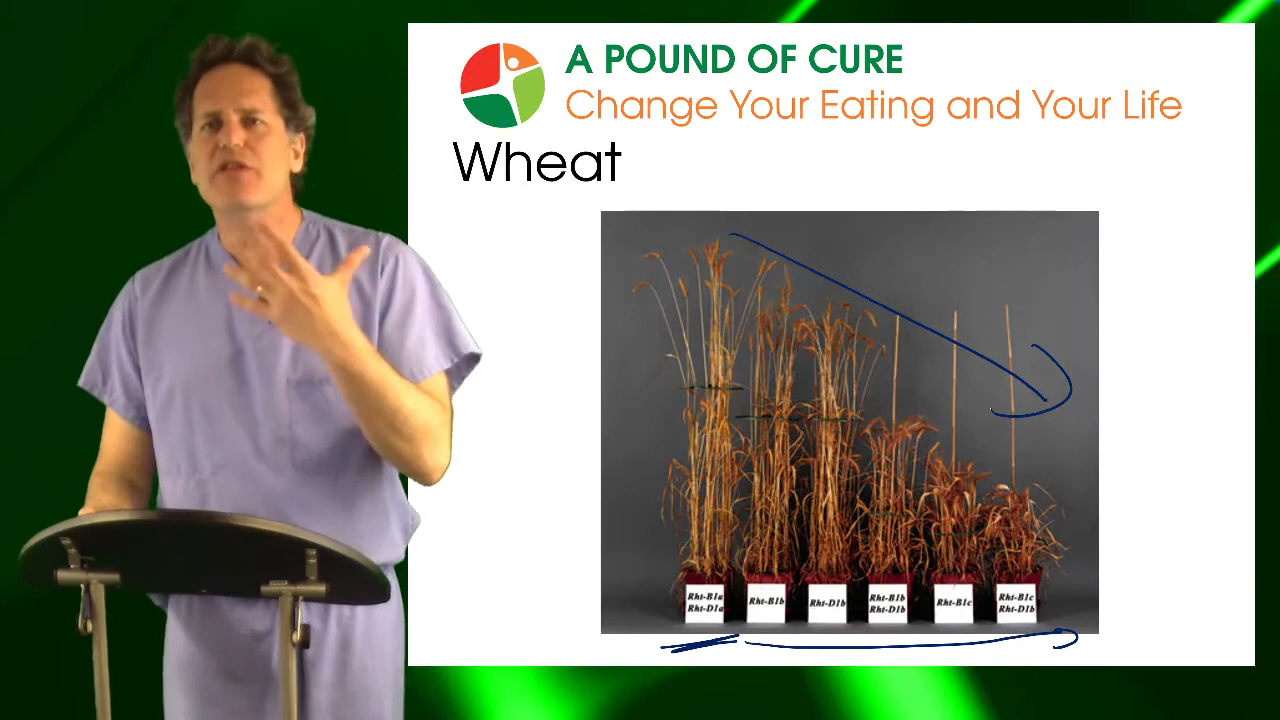 A POUND OF CURE
Change Your Eating and Your Life
Wheat
Rht-B1a
Rht-D1a
Rht-B1b
Rht-D1b
Rht-B1b
Rht-D1b
Rht-B1c
Rht-B1c
Rht-D1b